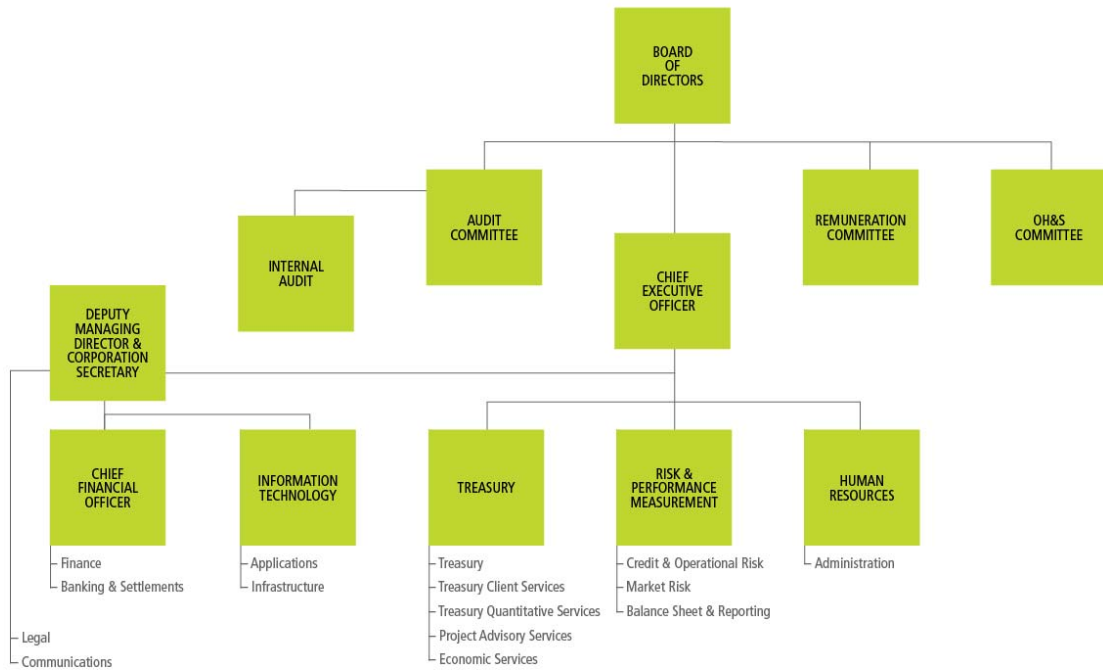 BOARD
OF
DIRECTORS
AUDIT
COMMITTEE
REMUNERATION
COMMITTEE
OH&S
COMMITTEE
INTERNAL
AUDIT
CHIEF
EXECUTIVE
OFFICER
DEPUTY
MANAGING
DIRECTOR &
CORPORATION
SECRETARY
CHIEF
FINANCIAL
OFFICER
INFORMATION
TECHNOLOGY
TREASURY
RISK &
PERFORMANCE
MEASUREMENT
HUMAN
RESOURCES
Finance
Banking & Settlements
Applications
Infrastructure
Treasury
Treasury Client Services
Treasury Quantitative Services
Project Advisory Services
Economic Services
Credit & Operational Risk
Market Risk
Balance Sheet & Reporting
Administration
Legal
Communications